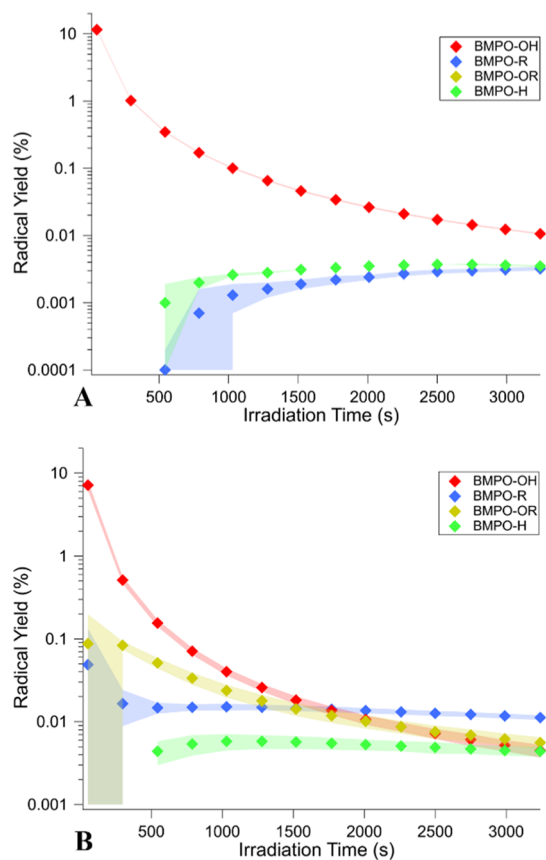 10
1
0.1
0.01
0.001
0.0001
Radical Yield (%)
BMPO-OH
BMPO-R
BMPO-OR
BMPO-H
500 1000 1500 2000 2500 3000
A
Irradiation Time (s)
10
1
0.1
0.01
0.001
Radical Yield (%)
BMPO-OH
BMPO-R
BMPO-OR
BMPO-H
500 1000 1500 2000 2500 3000
B
Irradiation Time (s)